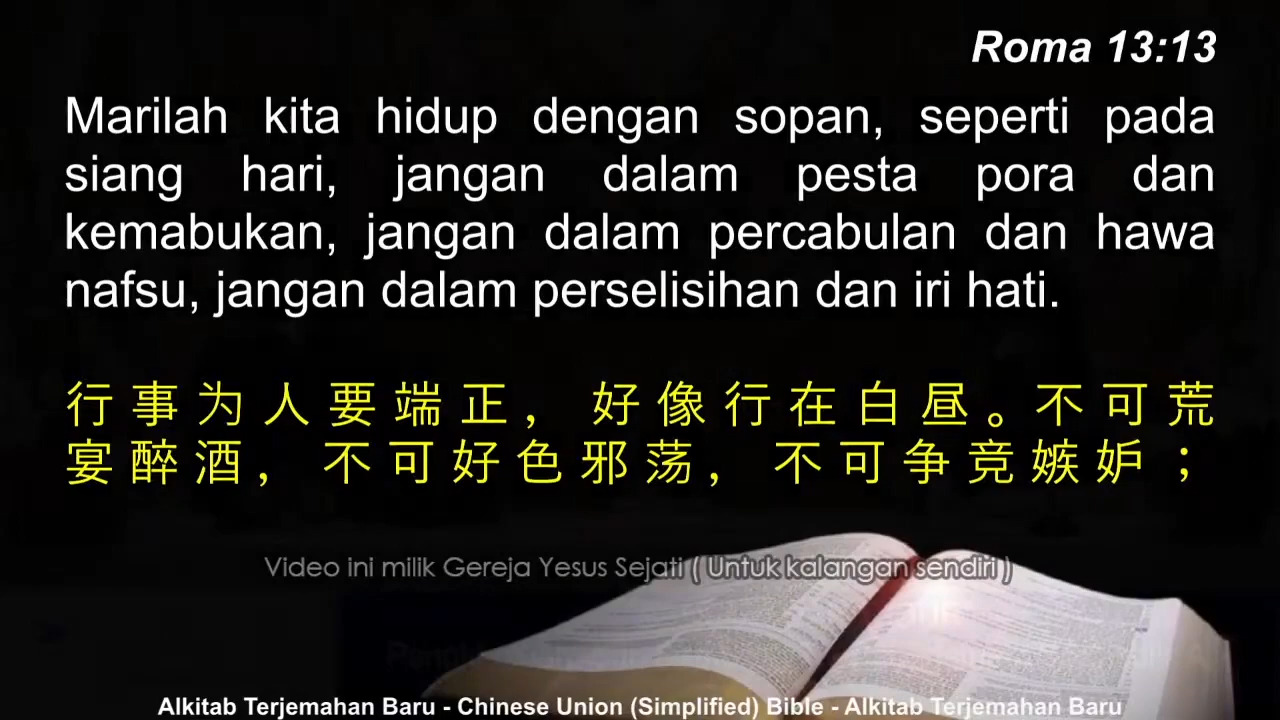 Roma 13:13
Marilah kita hidup dengan sopan, seperti pada
siang hari, jangan dalam pesta pora dan
kemabukan, jangan dalam percabulan dan hawa
nafsu, jangan dalam perselisihan dan iri hati.
行事为人要端正，好像行在白昼。不可荒
宴醉酒，不可好色邪荡，不可争竞嫉妒；
Video ini milik Gereja Yesus Sejati ( Untuk kalangan sendiri )
Alkitab Terjemahan Baru - Chinese Union (Simplified) Bible - Alkitab Terjemahan Baru